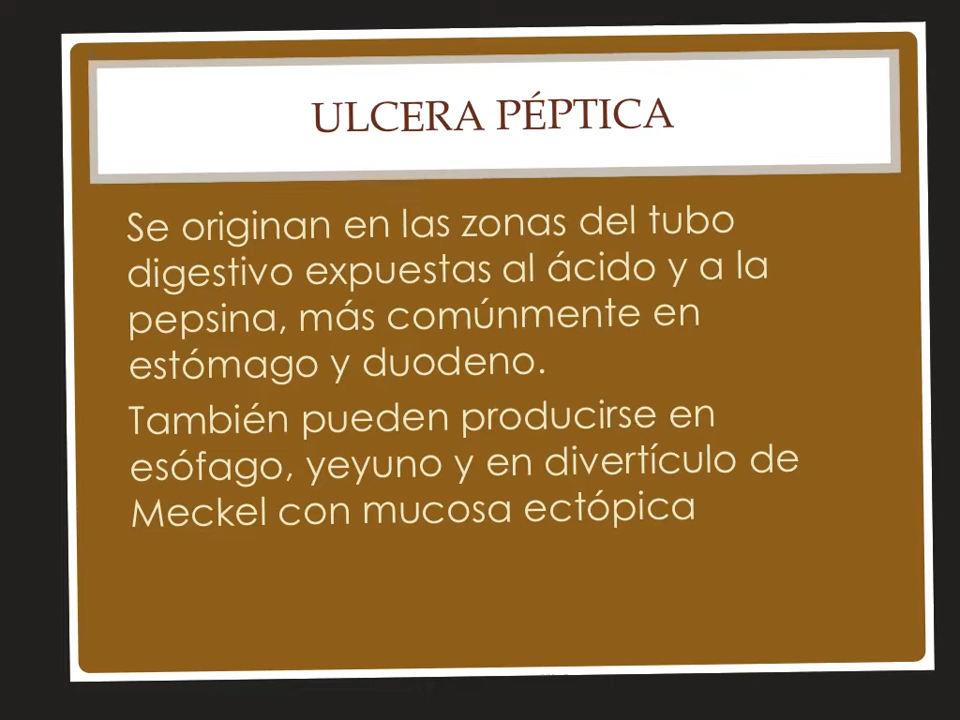 ULCERA PÉPTICA
Se originan en las zonas del tubo
digestivo expuestas al ácido y a la
pepsina, más comúnmente en
estómago y duodeno.
También pueden producirse en
esófago, yeyuno y en divertículo de
Meckel con mucosa ectópica